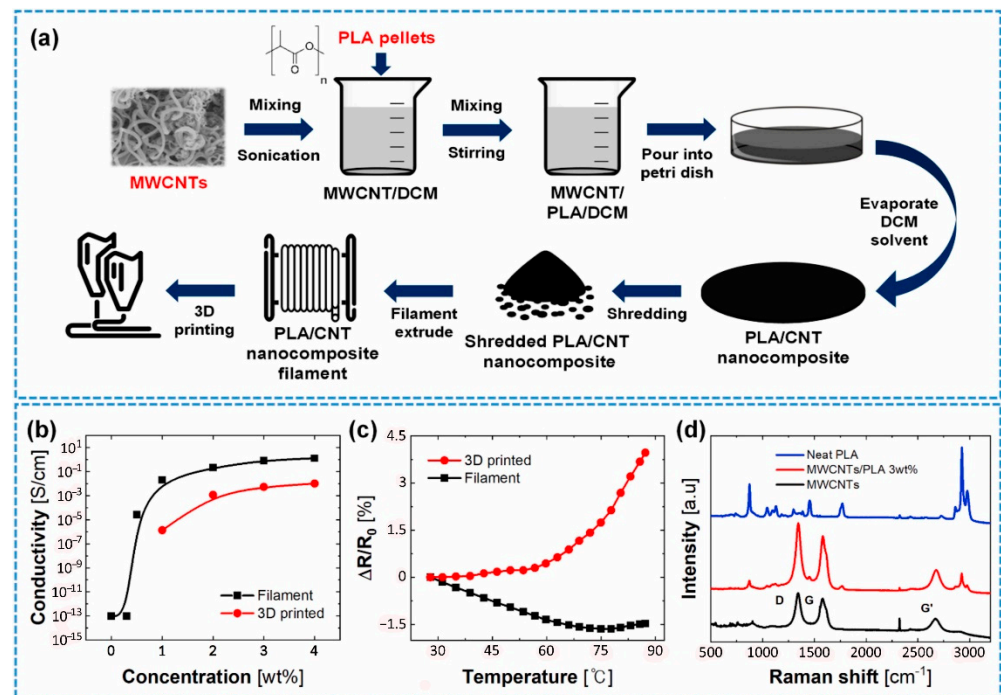 (a)
n
O
O
PLA pellets
MWCNTs
Mixing
Sonication
MWCNT/DCM
Mixing
Stirring
MWCNT/
PLA/DCM
Pour into
petri dish
Evaporate
DCM
solvent
PLA/CNT
nanocomposite
Shredding
Shredded PLA/CNT
nanocomposite
Filament
extrude
PLA/CNT
nanocomposite
filament
3D
printing
(b)
Conductivity [S/cm]
10¹
10⁻¹
10⁻³
10⁻⁵
10⁻⁷
10⁻⁹
10⁻¹¹
10⁻¹³
10⁻¹⁵
Filament
3D printed
0 1 2 3 4
Concentration [wt%]
(c)
ΔR/R₀ [%]
4.5
3.0
1.5
0
−1.5
3D printed
Filament
15 30 45 60 75 90
Temperature [℃]
(d)
Intensity [a.u]
Neat PLA
MWCNTs/PLA 3wt%
MWCNTs
D G G'
500 1000 1500 2000 2500 3000
Raman shift [cm⁻¹]